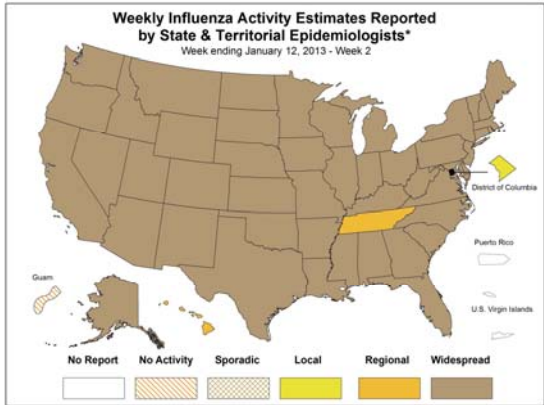 Weekly Influenza Activity Estimates Reported
by State & Territorial Epidemiologists*
Week ending January 12, 2013 - Week 2
District of Columbia
Puerto Rico
Guam
U.S. Virgin Islands
No Report No Activity Sporadic Local Regional Widespread